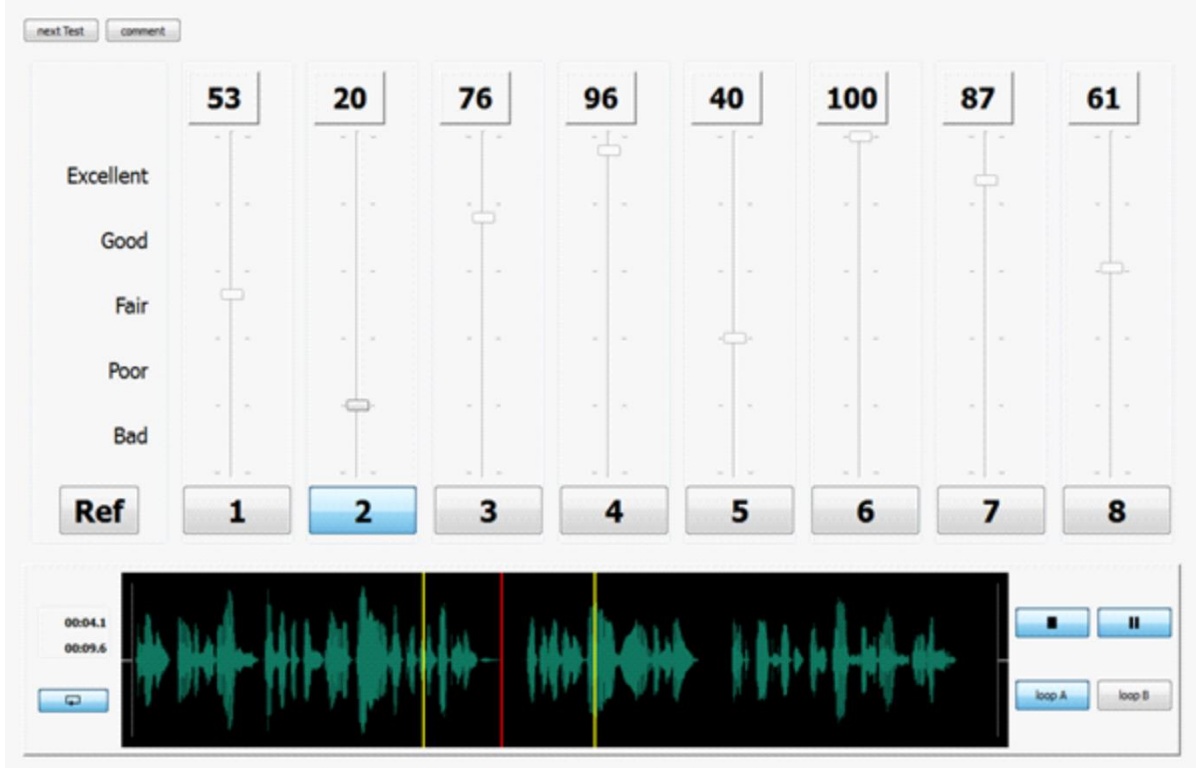 next Test comment
53 20 76 96 40 100 87 61
Excellent
Good
Fair
Poor
Bad
Ref 1 2 3 4 5 6 7 8
00:04.1
00:09.6
loop A loop B